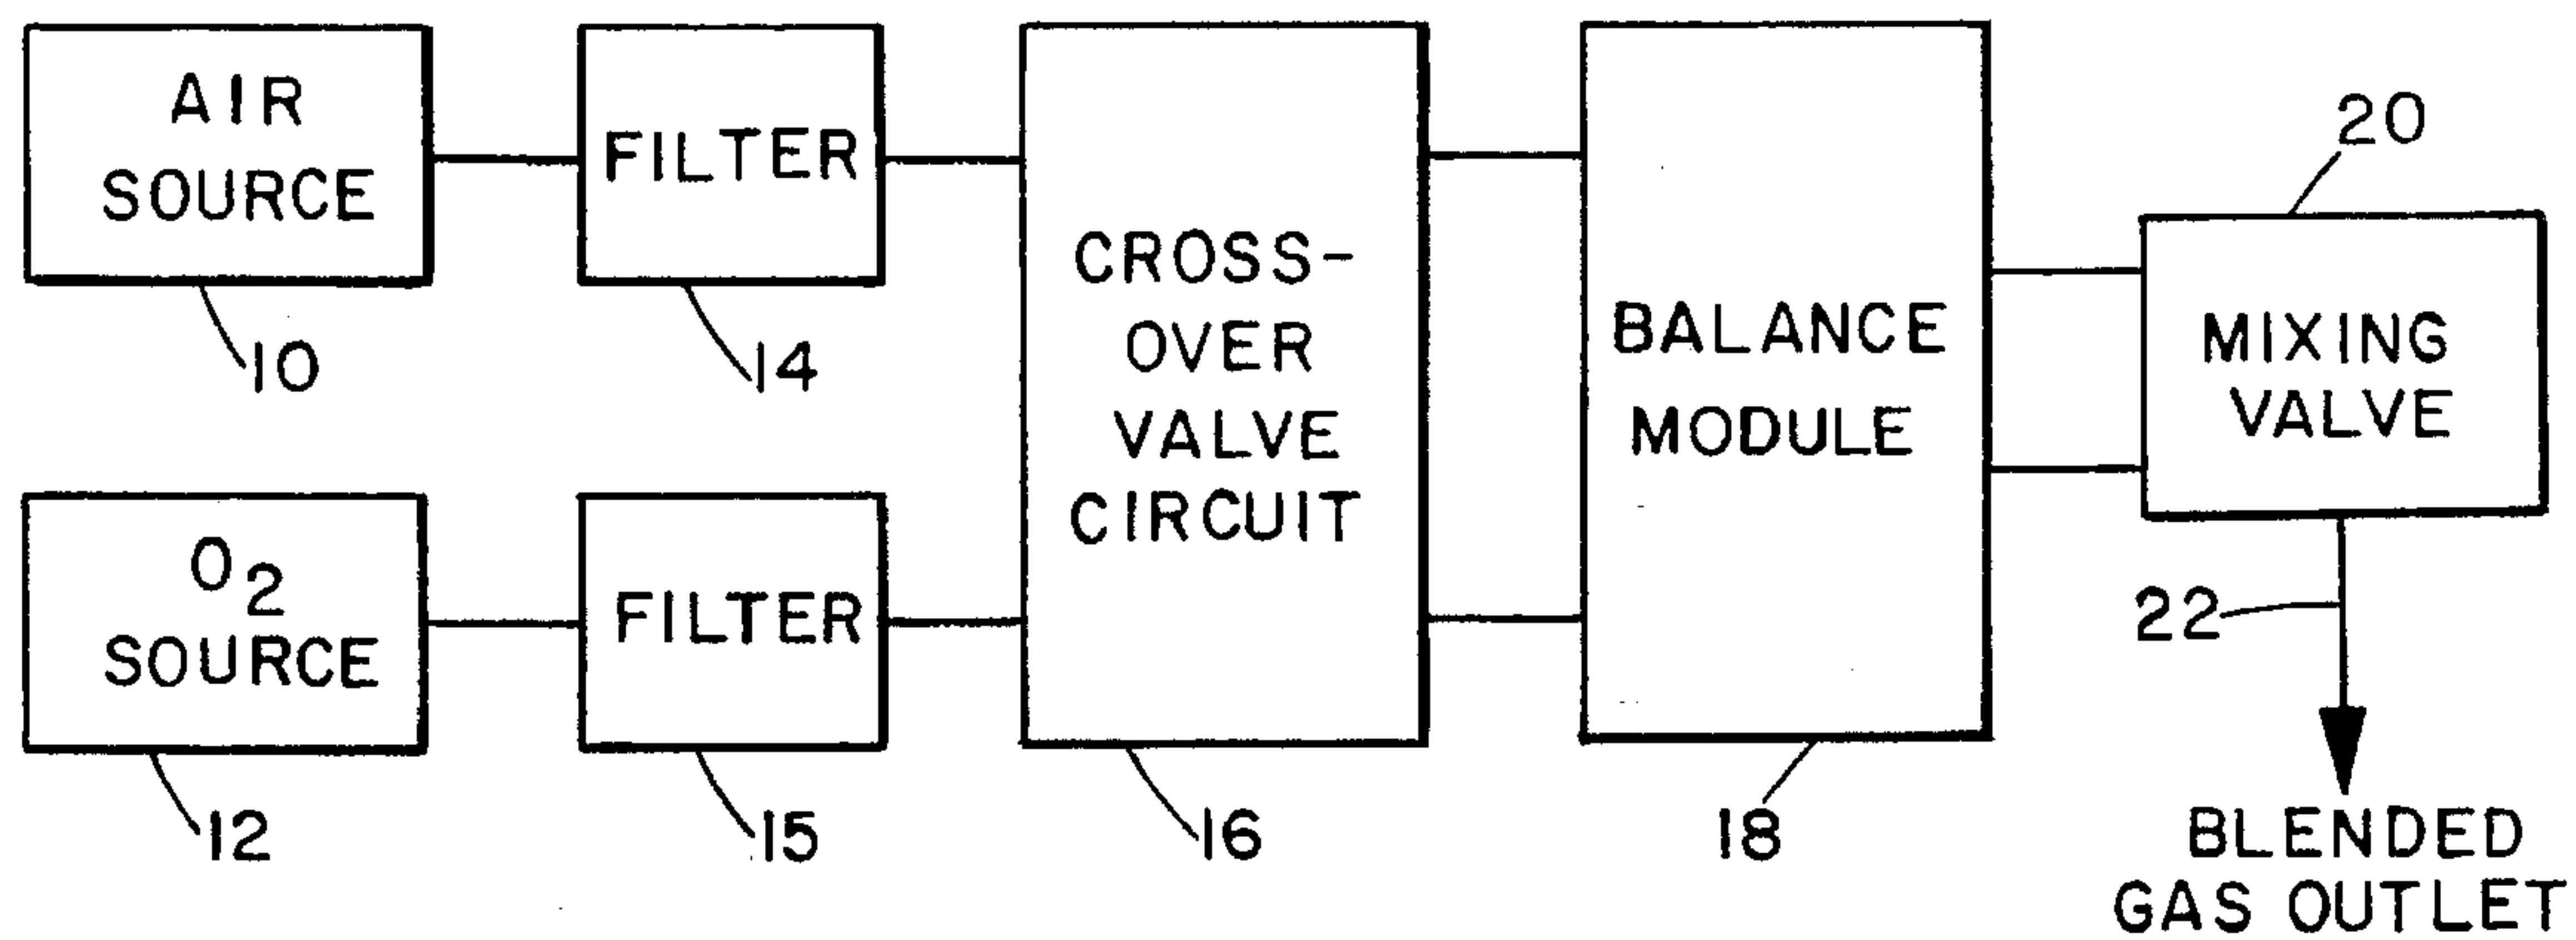 AIR
SOURCE
10
FILTER
14
O2
SOURCE
12
FILTER
15
CROSS-
OVER
VALVE
CIRCUIT
16
BALANCE
MODULE
18
20
MIXING
VALVE
22
BLENDED
GAS OUTLET